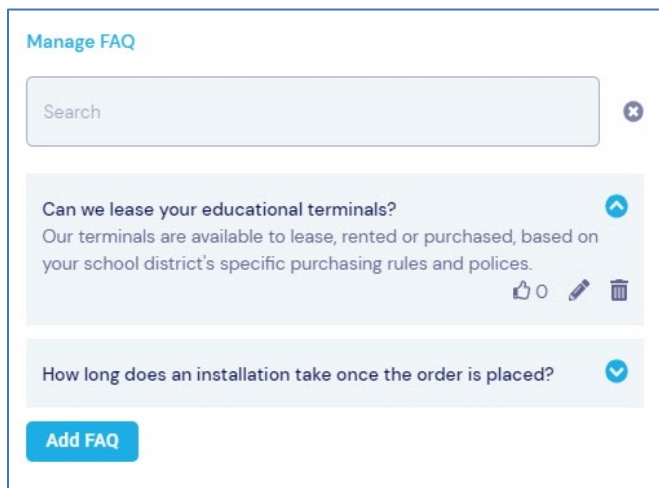 Manage FAQ
Search
Can we lease your educational terminals?
Our terminals are available to lease, rented or purchased, based on
your school district's specific purchasing rules and polices.
0
How long does an installation take once the order is placed?
Add FAQ